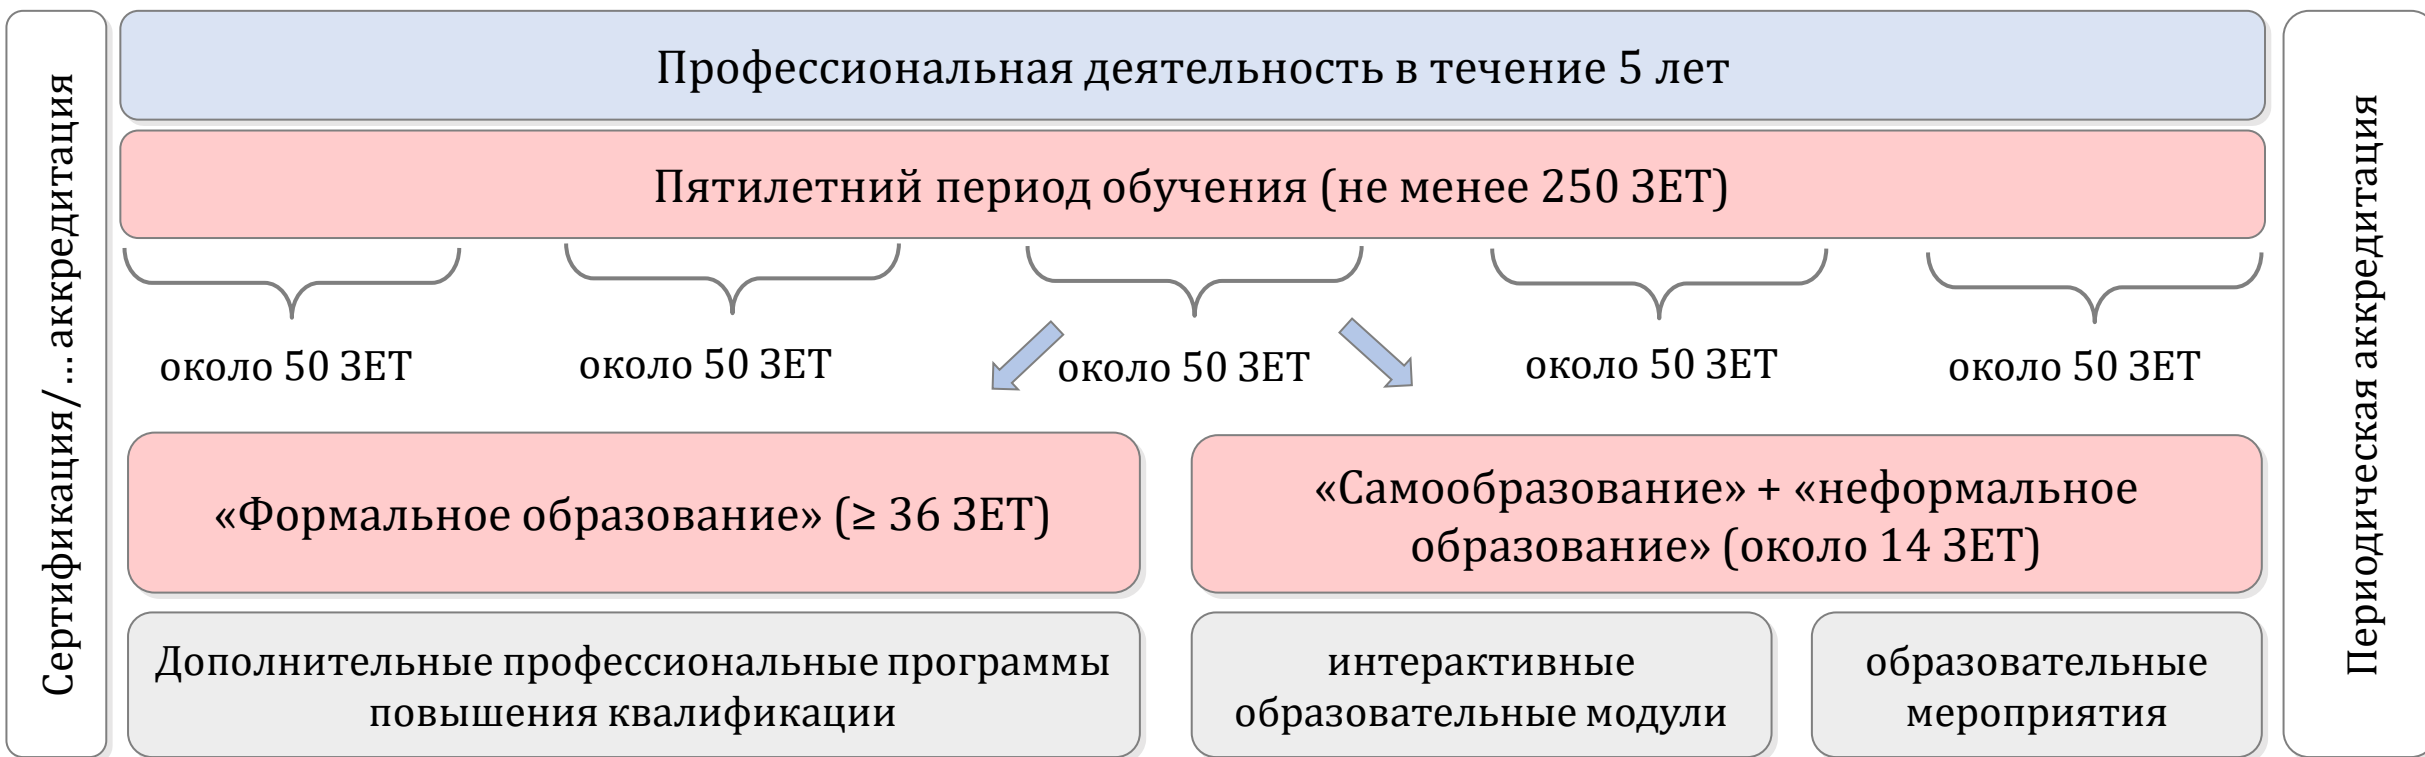 Сертификация/... аккредитация
Профессиональная деятельность в течение 5 лет
Пятилетний период обучения (не менее 250 ЗЕТ)
около 50 ЗЕТ
около 50 ЗЕТ
около 50 ЗЕТ
около 50 ЗЕТ
около 50 ЗЕТ
«Формальное образование» (≥ 36 ЗЕТ)
«Самообразование» + «неформальное
образование» (около 14 ЗЕТ)
Дополнительные профессиональные программы
повышения квалификации
интерактивные
образовательные модули
образовательные
мероприятия
Периодическая аккредитация